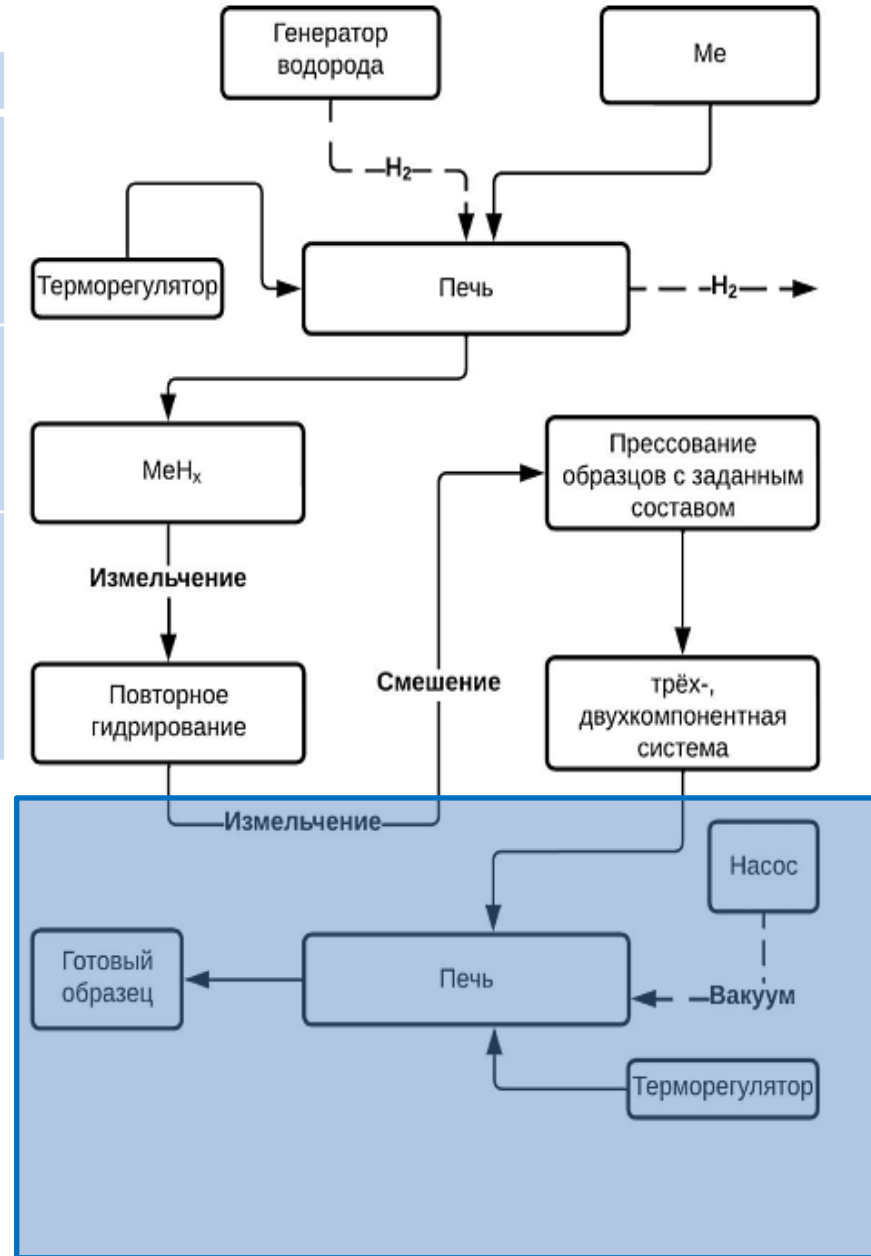 Генератор
водорода
Me
H₂
Терморегулятор
Печь
H₂
MeHₓ
Прессование
образцов с заданным
составом
Измельчение
Повторное
гидрирование
Смешение
трёх-,
двухкомпонентная
система
Измельчение
Насос
Готовый
образец
Печь
Вакуум
Терморегулятор